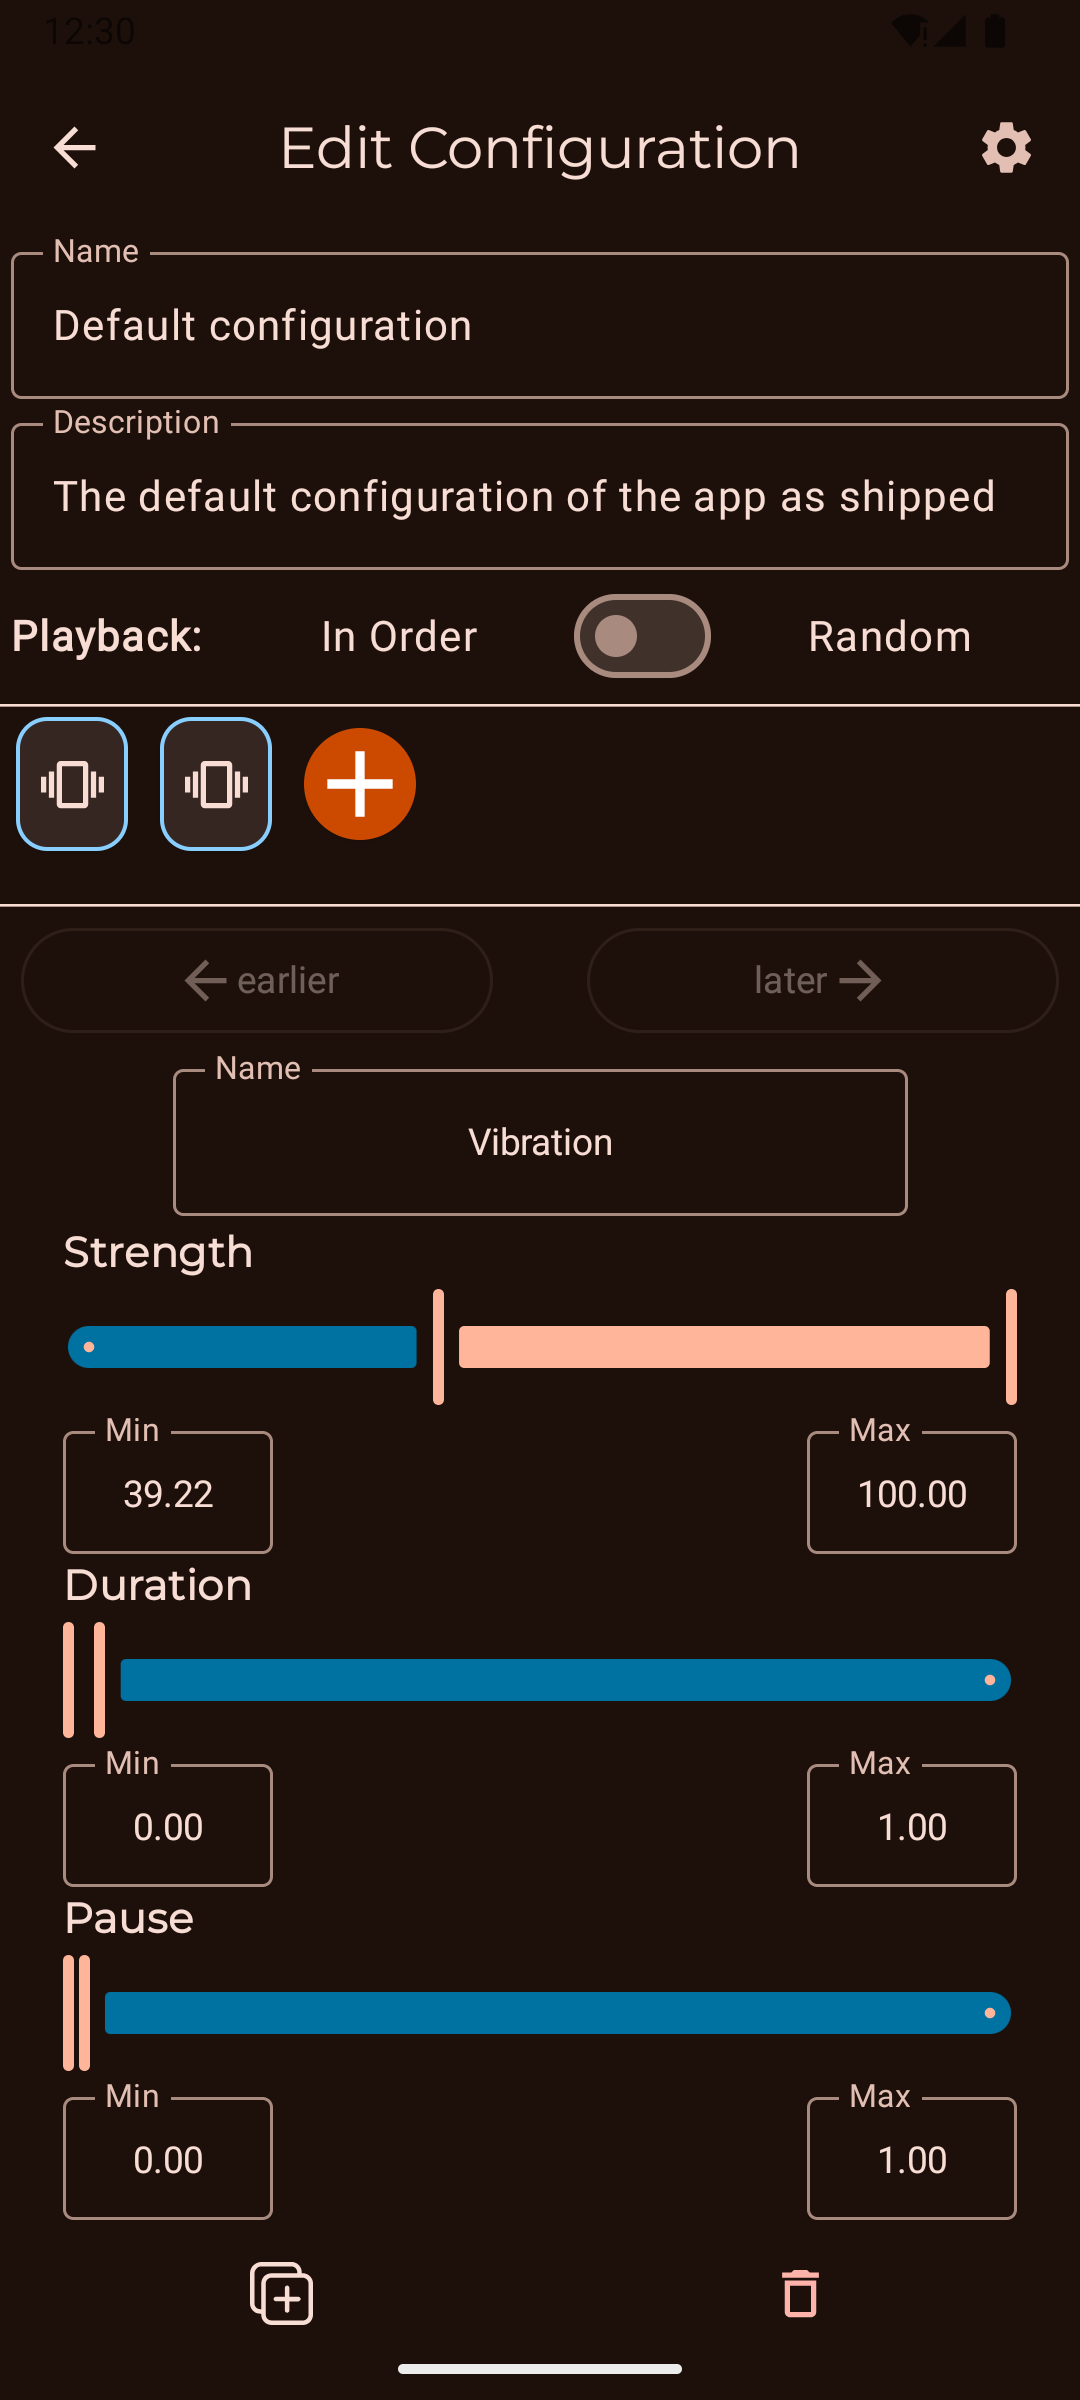 12:30
Edit Configuration
Name
Default configuration
Description
The default configuration of the app as shipped
Playback: In Order Random
earlier later
Name
Vibration
Strength
Min Max
39.22 100.00
Duration
Min Max
0.00 1.00
Pause
Min Max
0.00 1.00